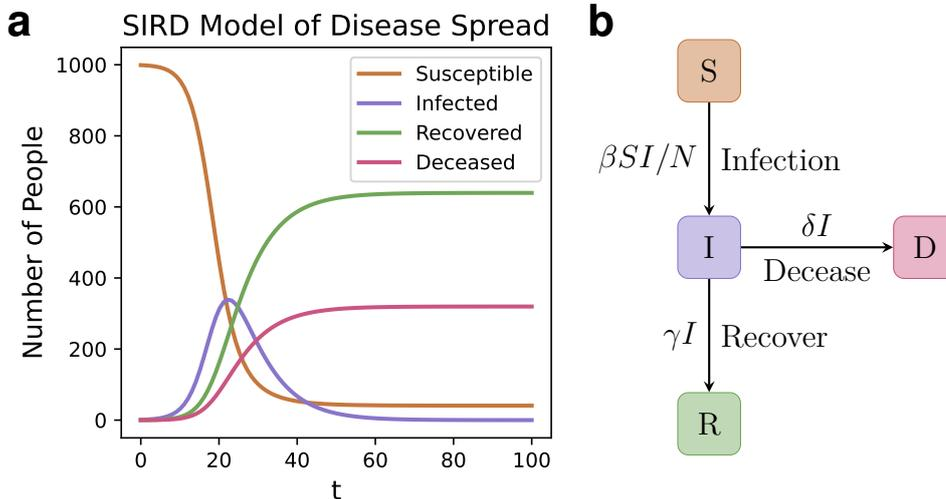 a
SIRD Model of Disease Spread
Number of People
1000
800
600
400
200
0
Susceptible
Infected
Recovered
Deceased
0 20 40 60 80 100
t
b
S
βSI/N Infection
I
δI
Decease
D
γI Recover
R